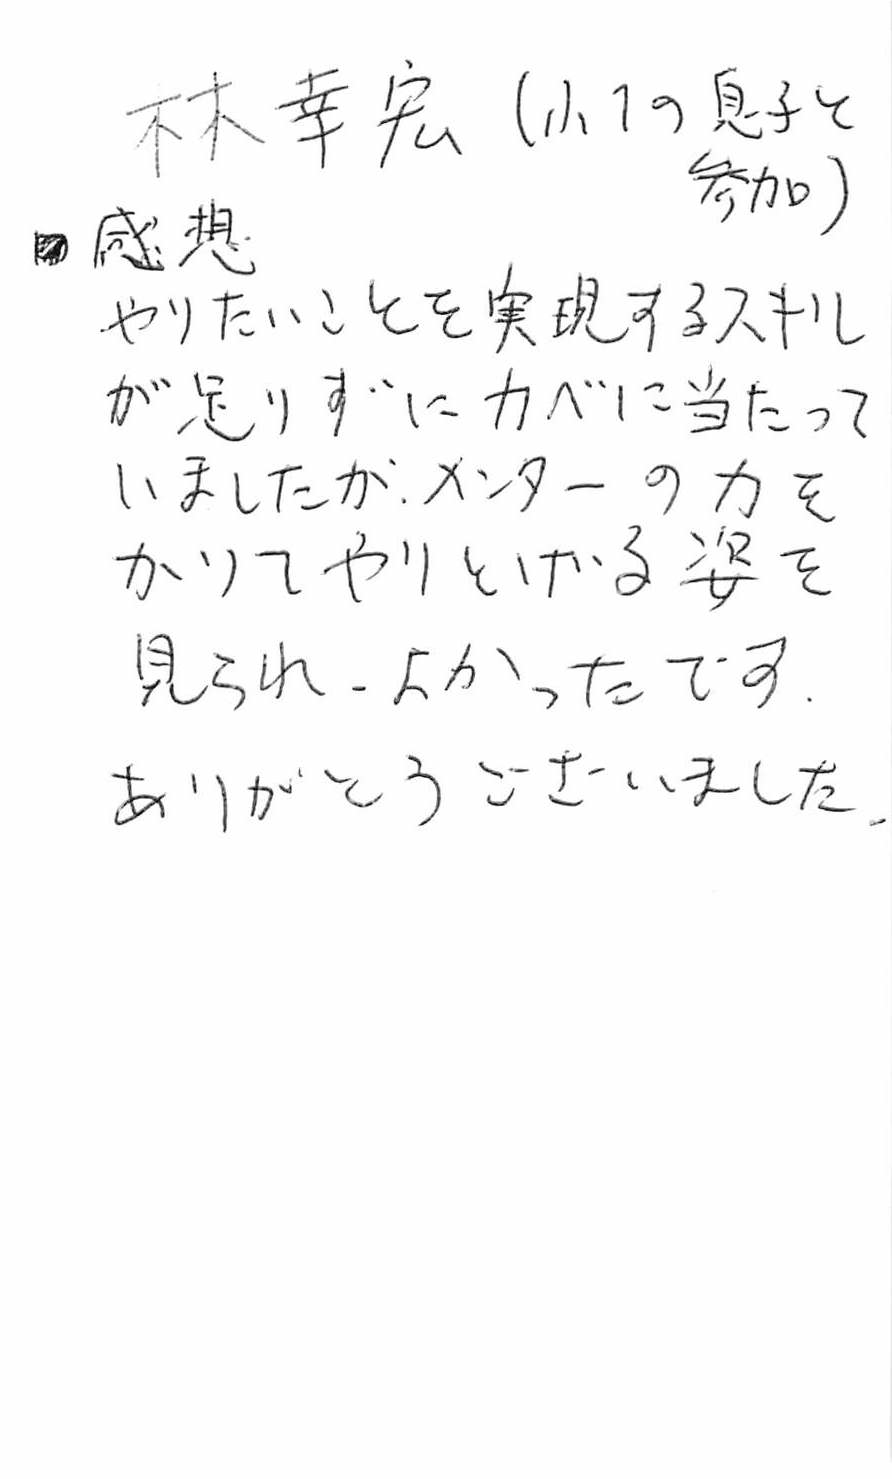 林幸宏(小1の息子と
参加)
■感想
やりたいことを実現するスキル
が足りずにカベに当たって
いましたが、メンターの力を
かりてやりとげる姿を
見られ、よかったです。
ありがとうございました。